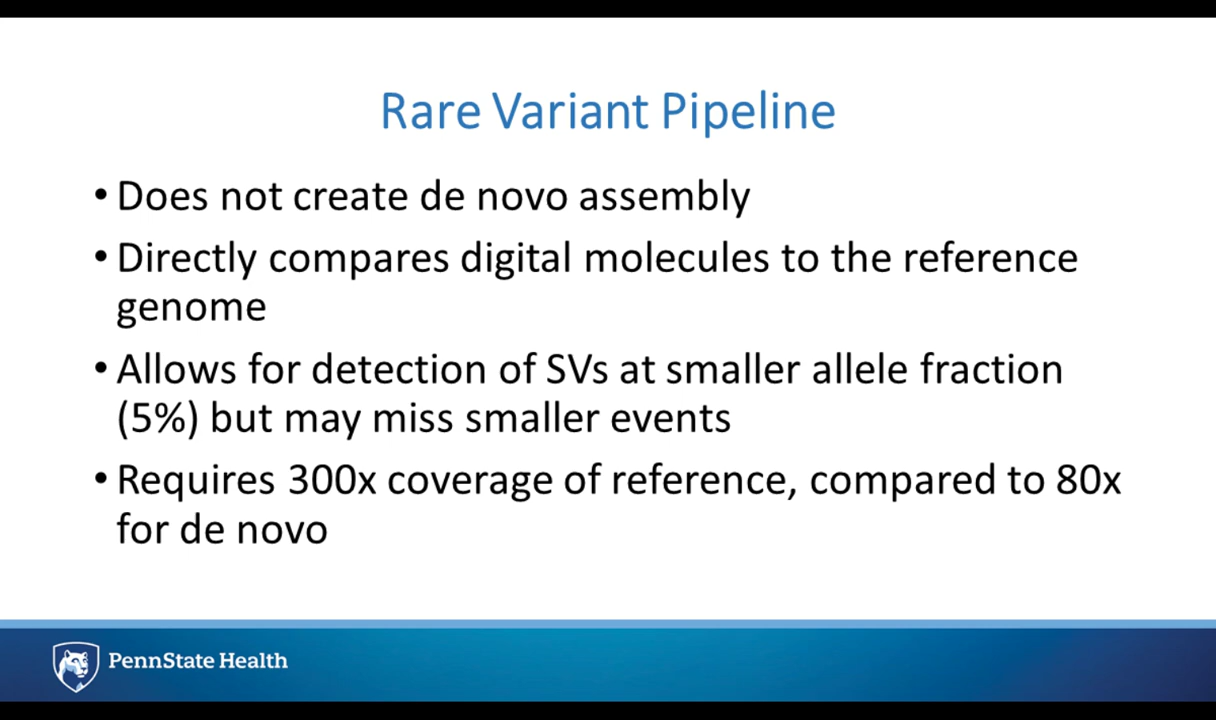 Rare Variant Pipeline
• Does not create de novo assembly
• Directly compares digital molecules to the reference
genome
• Allows for detection of SVs at smaller allele fraction
(5%) but may miss smaller events
• Requires 300x coverage of reference, compared to 80x
for de novo
PennState Health